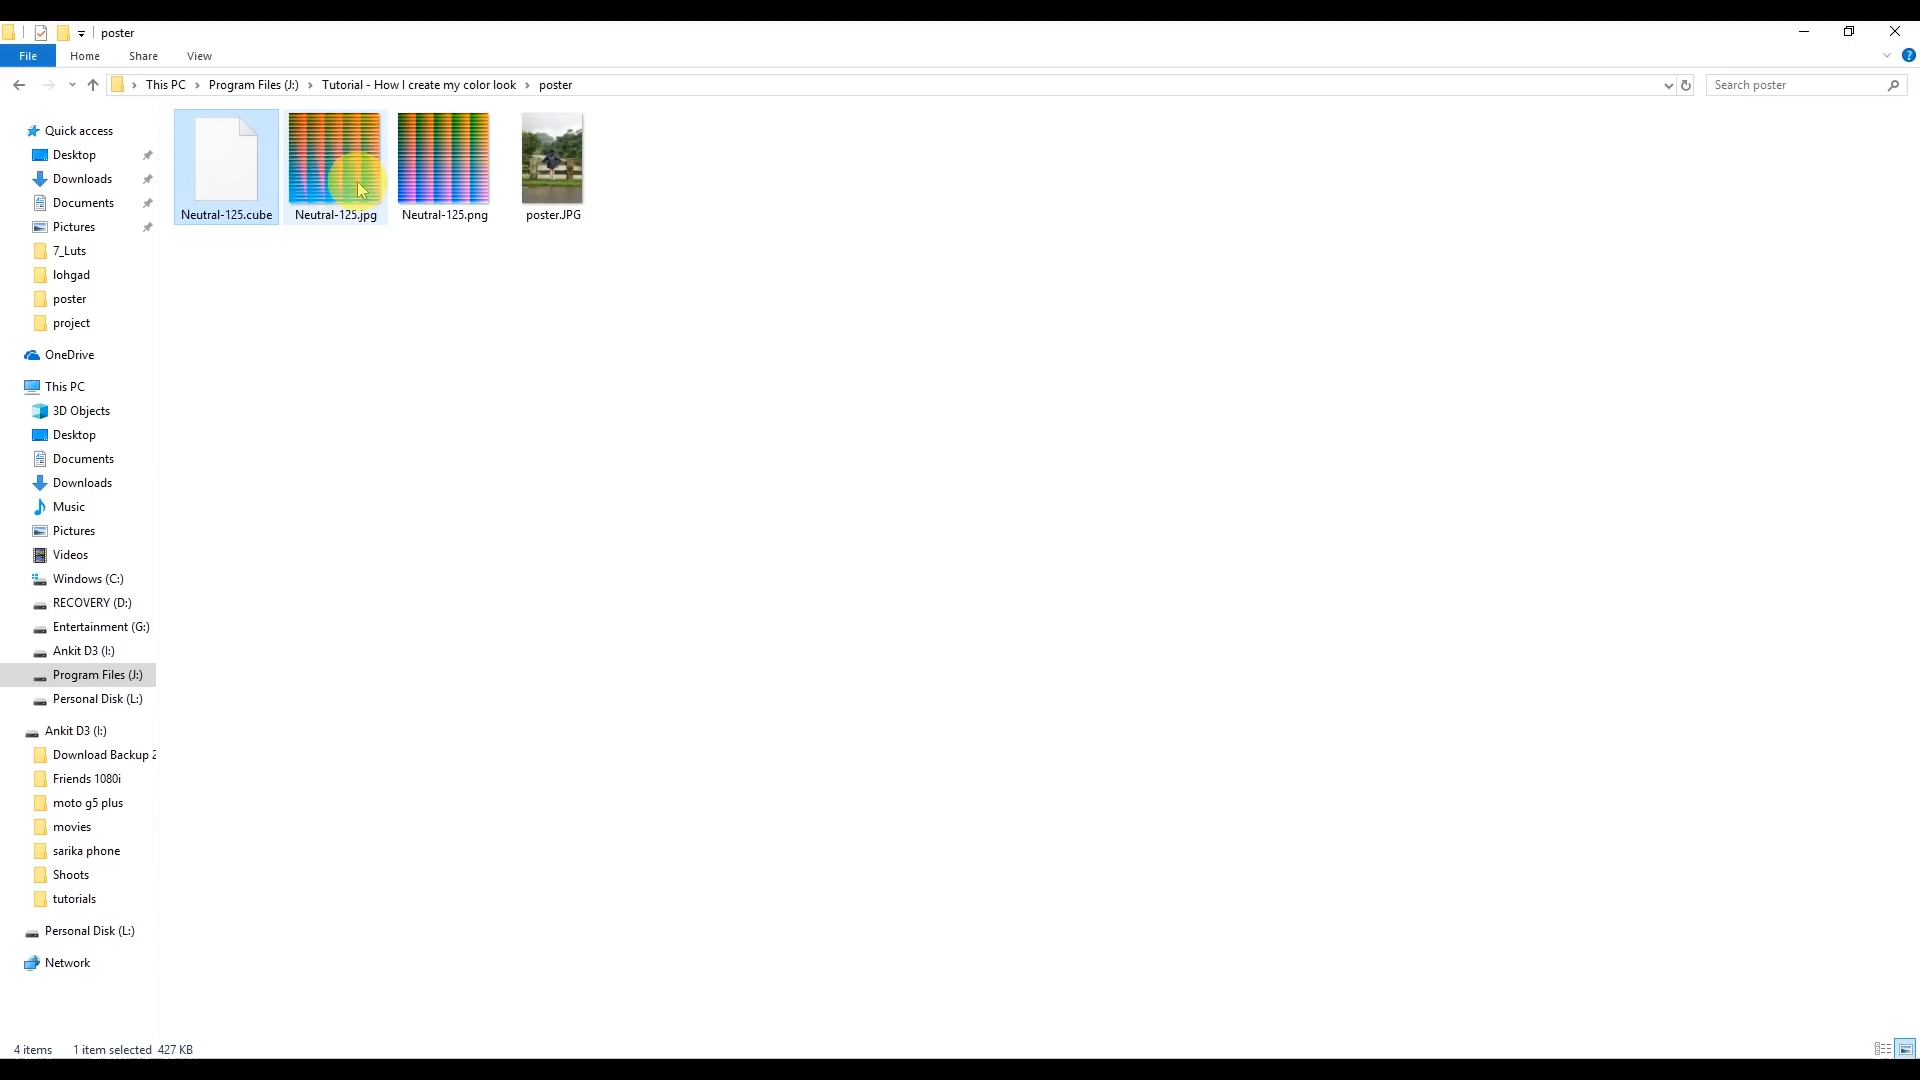 poster
File Home Share View
This PC Program Files (J:) Tutorial - How I create my color look poster
Search poster
Quick access
Desktop
Downloads
Documents
Pictures
7_Luts
lohgad
poster
project
OneDrive
This PC
3D Objects
Desktop
Documents
Downloads
Music
Pictures
Videos
Windows (C:)
RECOVERY (D:)
Entertainment (G:)
Ankit D3 (I:)
Program Files (J:)
Personal Disk (L:)
Ankit D3 (I:)
Download Backup 2
Friends 1080i
moto g5 plus
movies
sarika phone
Shoots
tutorials
Personal Disk (L:)
Network
Neutral-125.cube
Neutral-125.jpg
Neutral-125.png
poster.JPG
4 items 1 item selected 427 KB